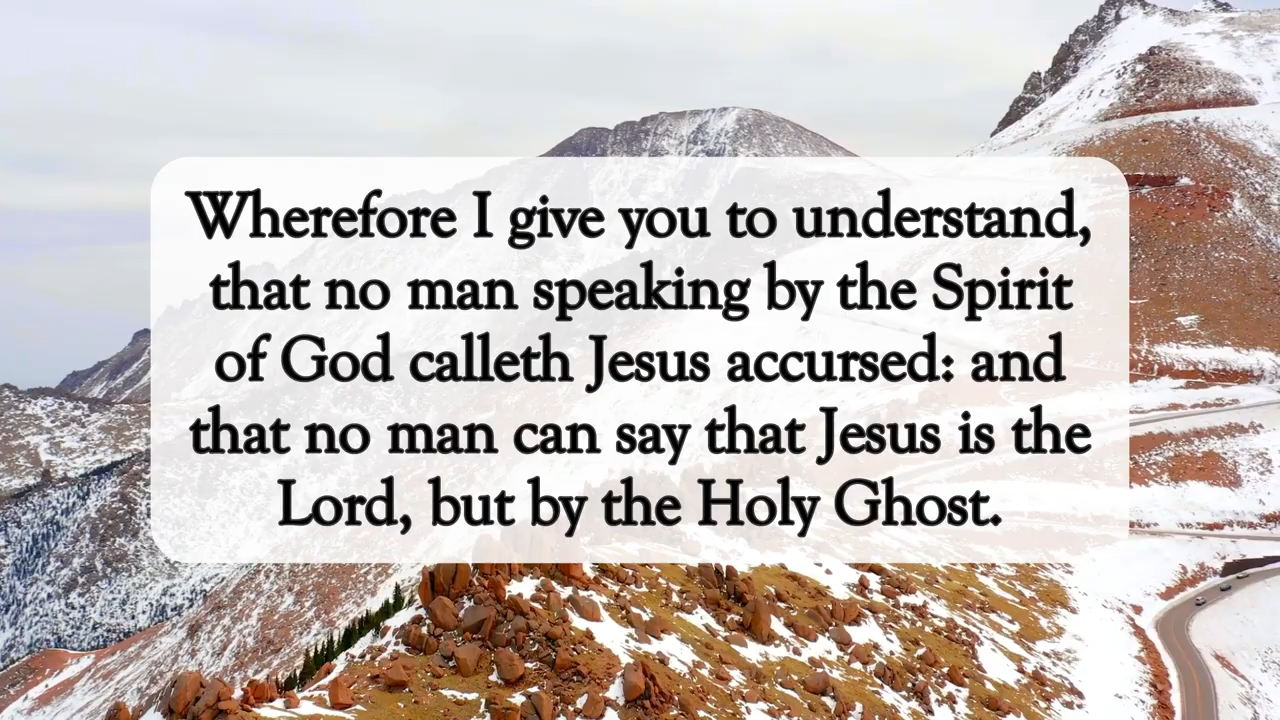 Wherefore I give you to understand,
that no man speaking by the Spirit
of God calleth Jesus accursed: and
that no man can say that Jesus is the
Lord, but by the Holy Ghost.